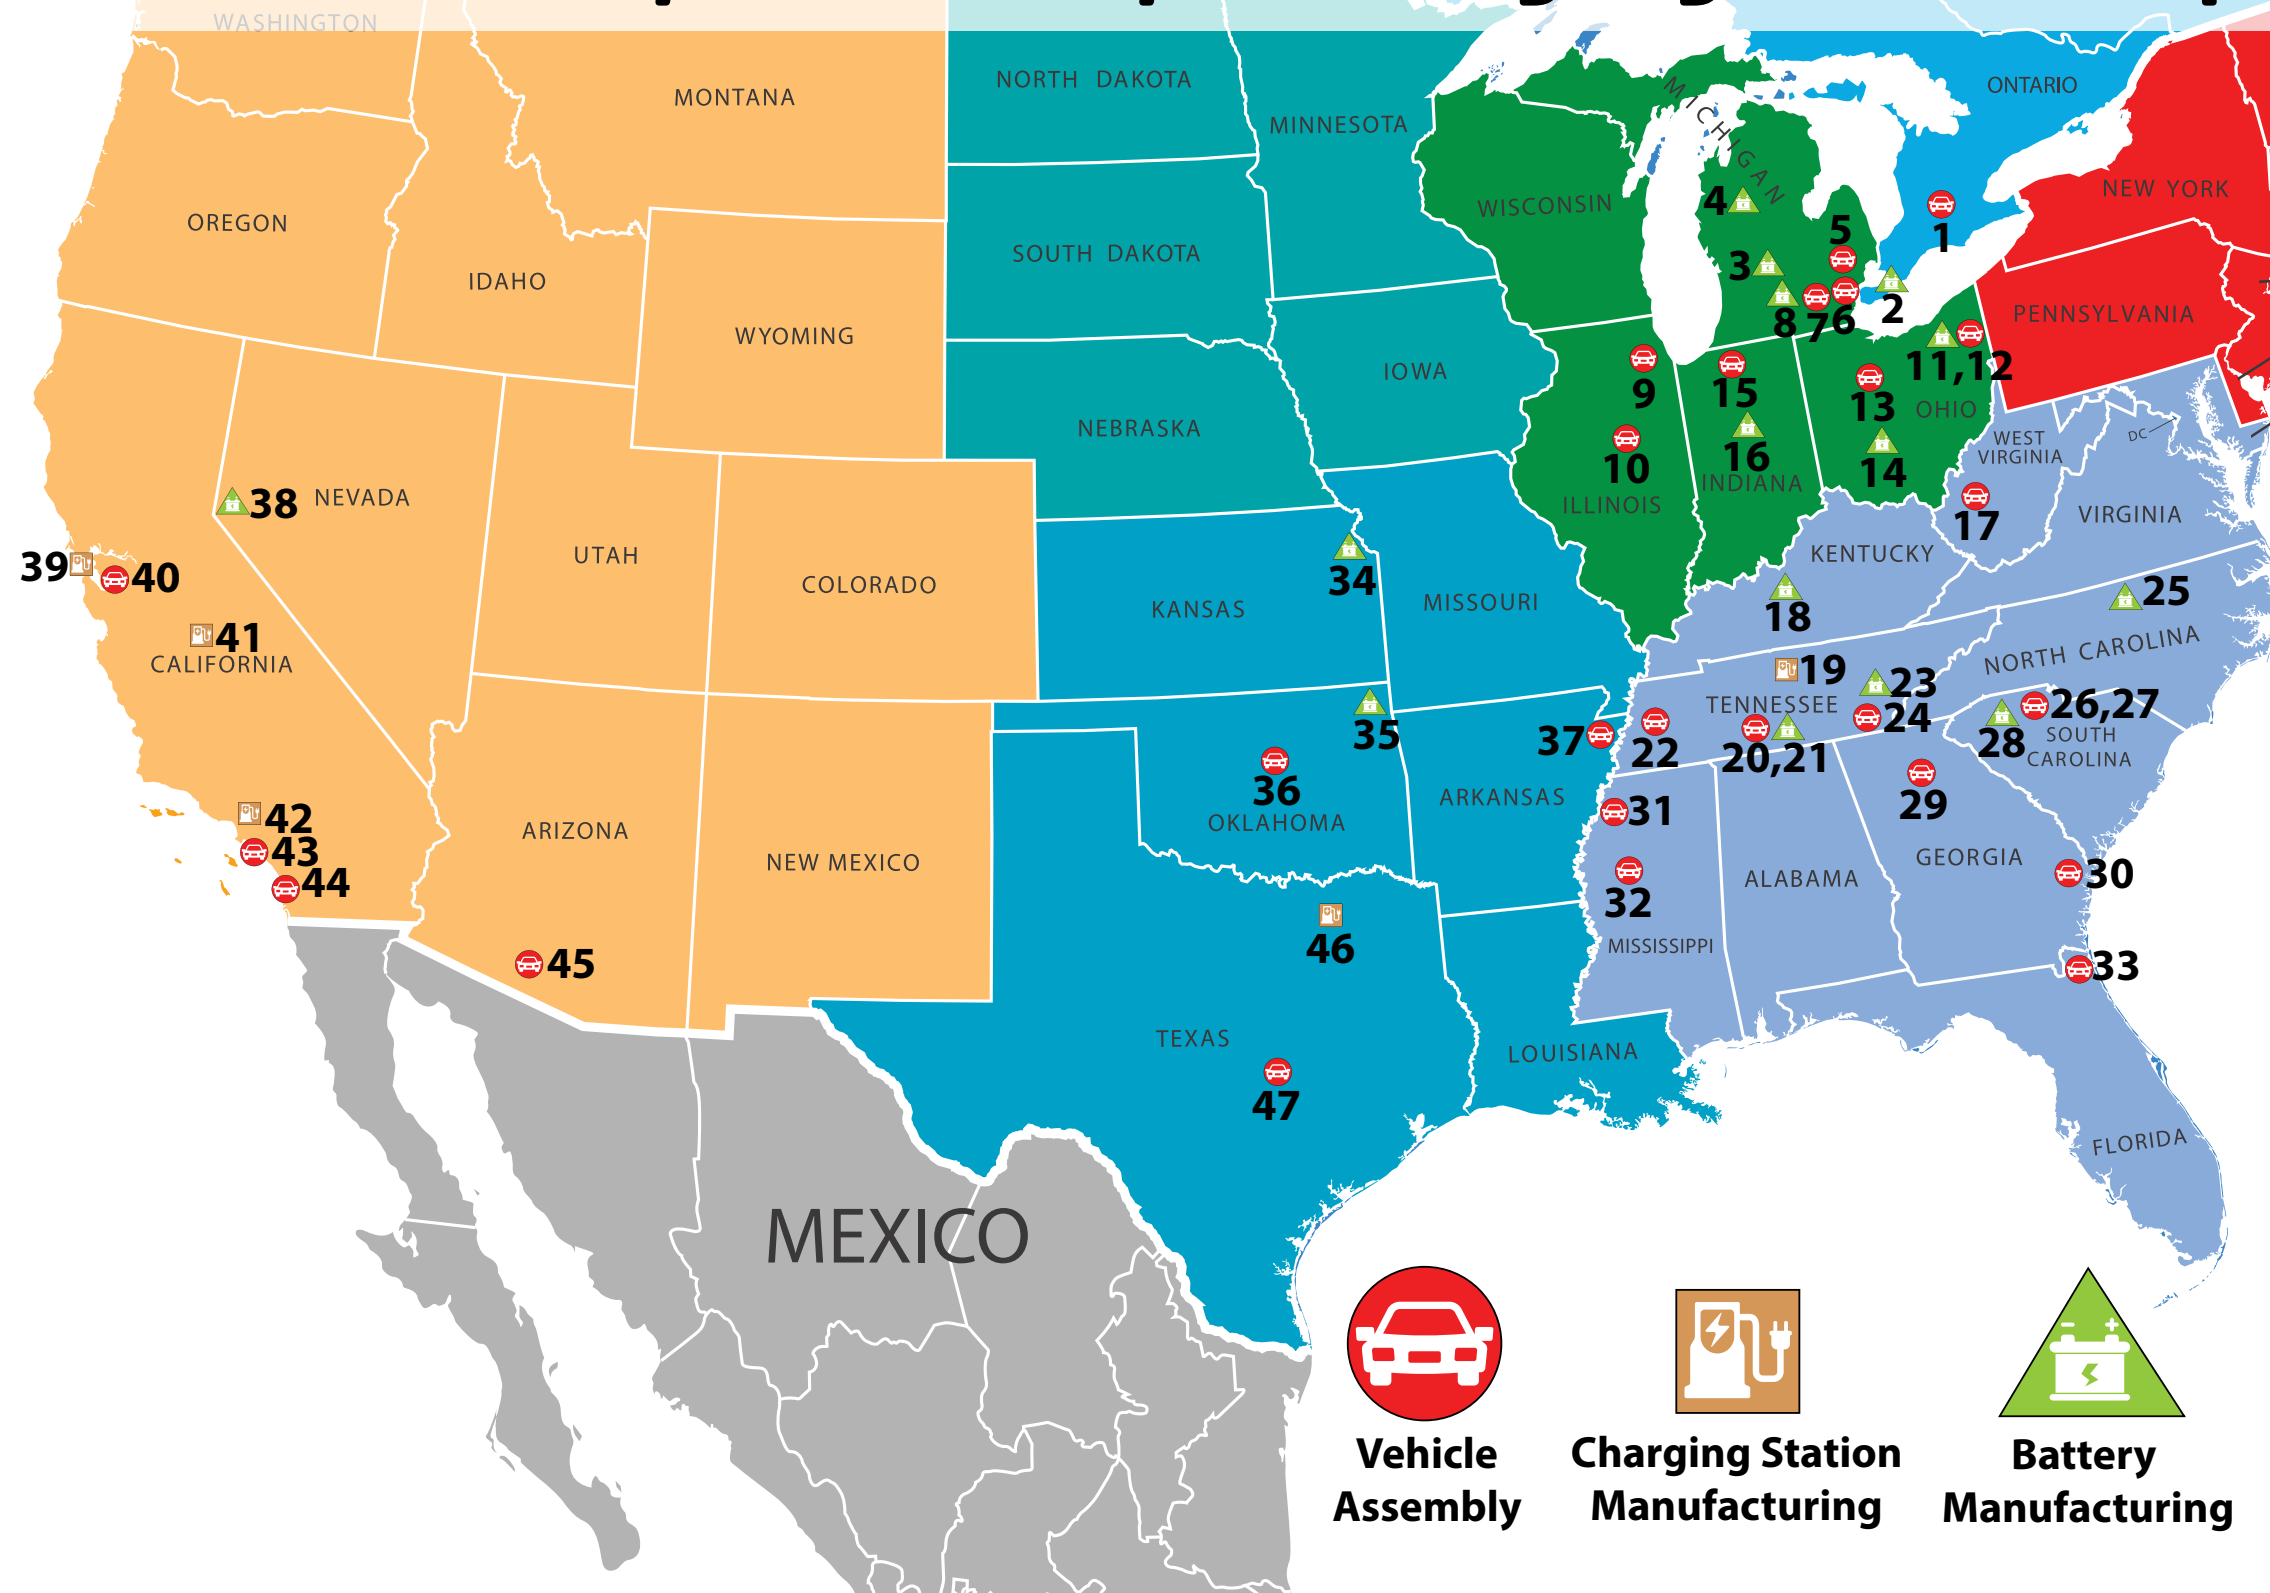 WASHINGTON
MONTANA
NORTH DAKOTA
MINNESOTA
MICHIGAN
ONTARIO
OREGON
IDAHO
WYOMING
SOUTH DAKOTA
WISCONSIN
NEW YORK
4
5
1
3
8
7
6
2
PENNSYLVANIA
IOWA
NEBRASKA
9
15
11,12
13
OHIO
10
16
14
ILLINOIS
INDIANA
WEST
VIRGINIA
DC
17
VIRGINIA
38
NEVADA
UTAH
COLORADO
KANSAS
34
MISSOURI
KENTUCKY
18
25
39
40
41
CALIFORNIA
19
TENNESSEE
23
24
NORTH CAROLINA
26,27
28
SOUTH
CAROLINA
35
37
22
20,21
36
OKLAHOMA
ARKANSAS
31
29
42
43
44
ARIZONA
NEW MEXICO
32
MISSISSIPPI
ALABAMA
GEORGIA
30
45
46
33
TEXAS
47
LOUISIANA
FLORIDA
MEXICO
Vehicle
Assembly
Charging Station
Manufacturing
Battery
Manufacturing